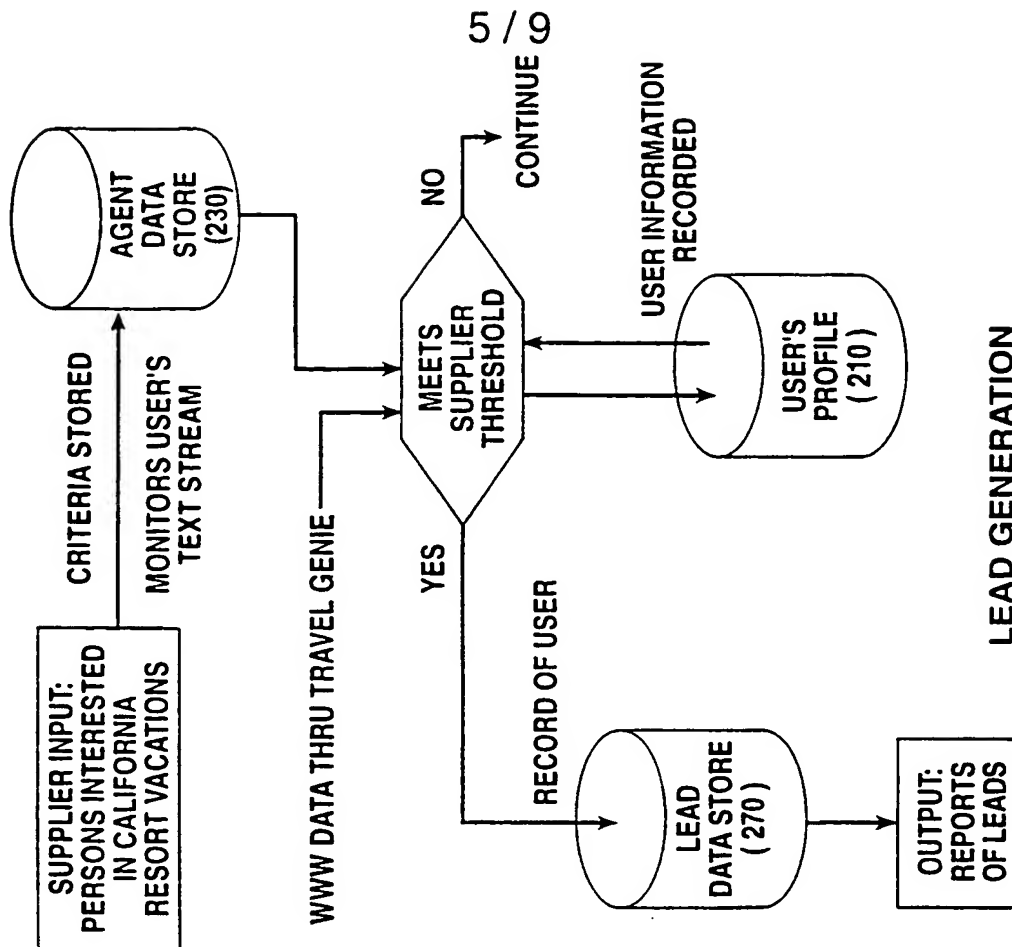 5 / 9
SUPPLIER INPUT:
PERSONS INTERESTED
IN CALIFORNIA
RESORT VACATIONS
CRITERIA STORED
MONITORS USER'S
TEXT STREAM
AGENT
DATA
STORE
(230)
WWW DATA THRU TRAVEL GENIE
MEETS
SUPPLIER
THRESHOLD
NO
CONTINUE
YES
RECORD OF USER
USER INFORMATION
RECORDED
USER'S
PROFILE
( 210 )
LEAD
DATA STORE
( 270 )
OUTPUT:
REPORTS
OF LEADS
LEAD GENERATION